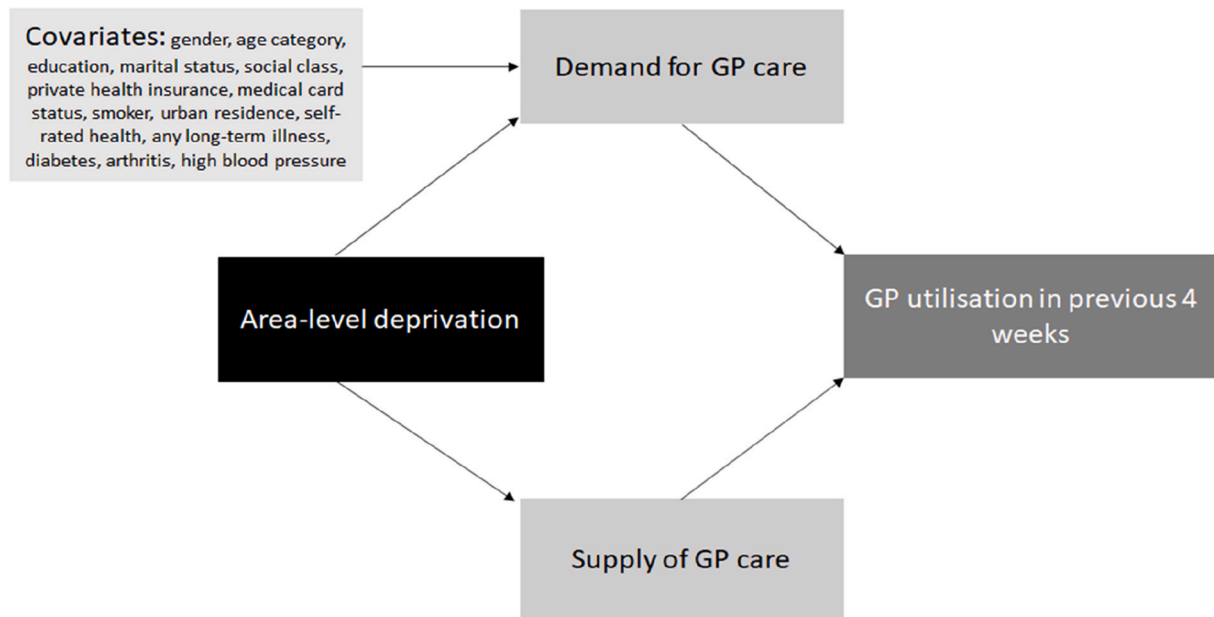 Covariates: gender, age category,
education, marital status, social class,
private health insurance, medical card
status, smoker, urban residence, self-
rated health, any long-term illness,
diabetes, arthritis, high blood pressure
Demand for GP care
Area-level deprivation
GP utilisation in previous 4
weeks
Supply of GP care